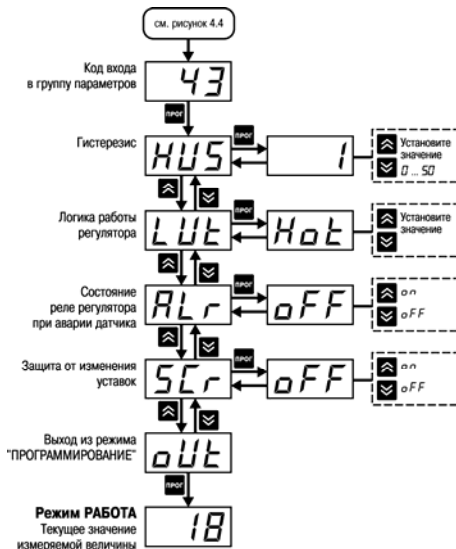 см. рисунок 4.4
Код входа
в группу параметров
43
ПРОГ
Гистерезис
HUS
ПРОГ
1
Установите
значение
0 ... 50
Логика работы
регулятора
LUt
ПРОГ
Hot
Установите
значение
Состояние
реле регулятора
при аварии датчика
ALr
ПРОГ
oFF
on
oFF
Защита от изменения
уставок
SCr
ПРОГ
oFF
on
oFF
Выход из режима
"ПРОГРАММИРОВАНИЕ"
oUt
ПРОГ
Режим РАБОТА
Текущее значение
измеряемой величины
18